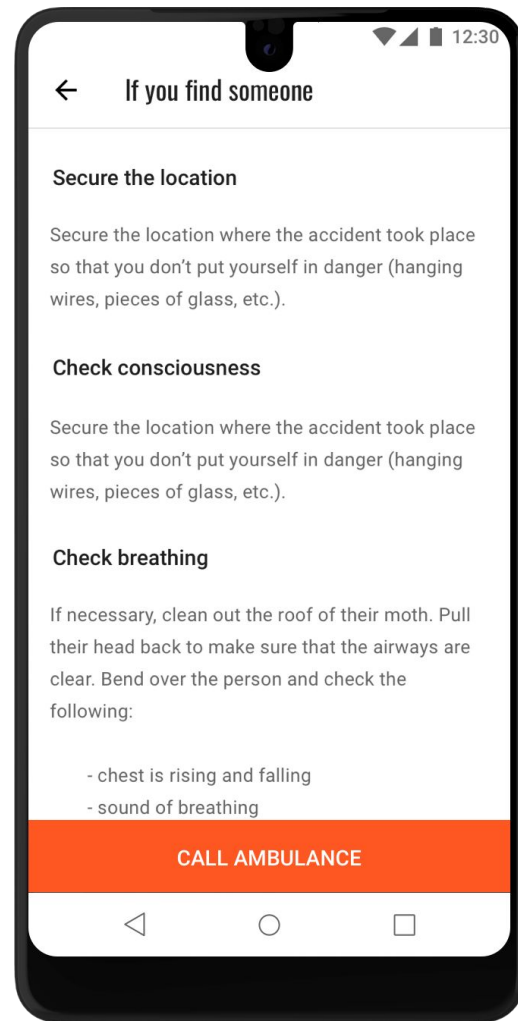 12:30
If you find someone
Secure the location
Secure the location where the accident took place
so that you don’t put yourself in danger (hanging
wires, pieces of glass, etc.).
Check consciousness
Secure the location where the accident took place
so that you don’t put yourself in danger (hanging
wires, pieces of glass, etc.).
Check breathing
If necessary, clean out the roof of their moth. Pull
their head back to make sure that the airways are
clear. Bend over the person and check the
following:
- chest is rising and falling
- sound of breathing
CALL AMBULANCE